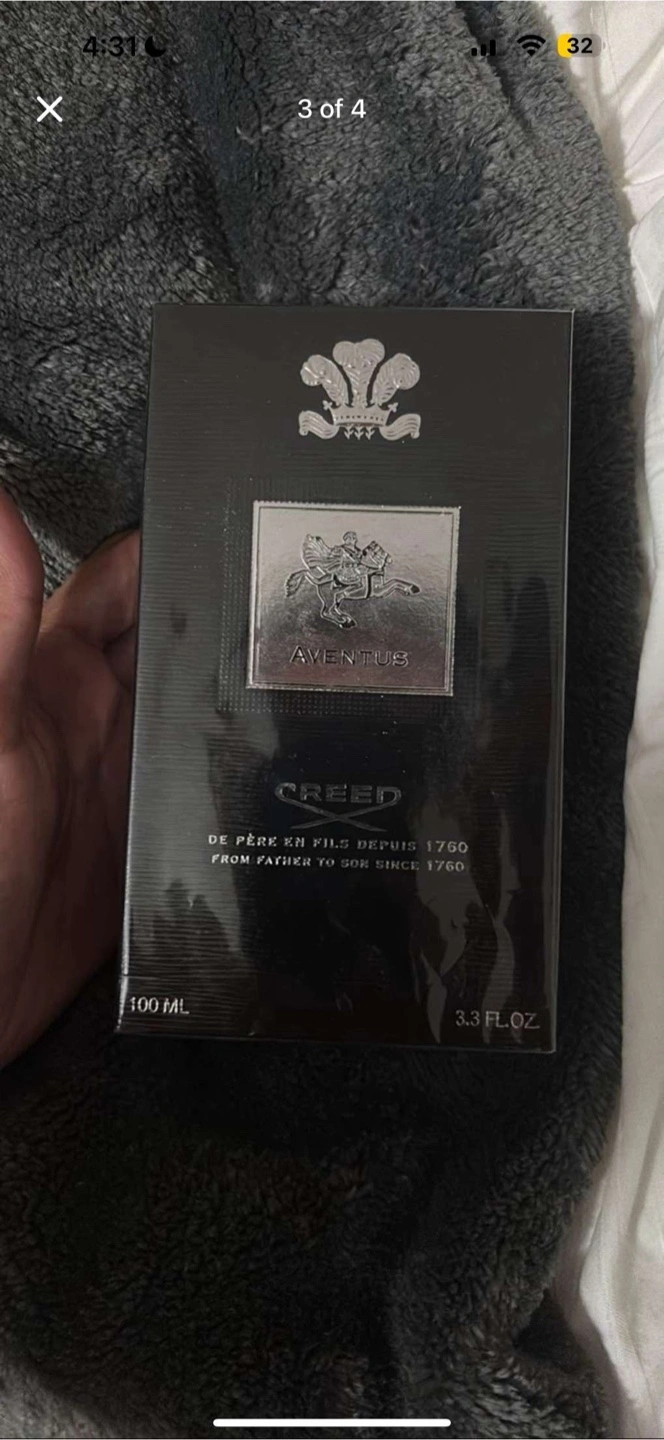 4:31
32
3 of 4
AVENTUS
CREED
DE PÈRE EN FILS DEPUIS 1760
FROM FATHER TO SON SINCE 1760
100 ML
3.3 FL.OZ